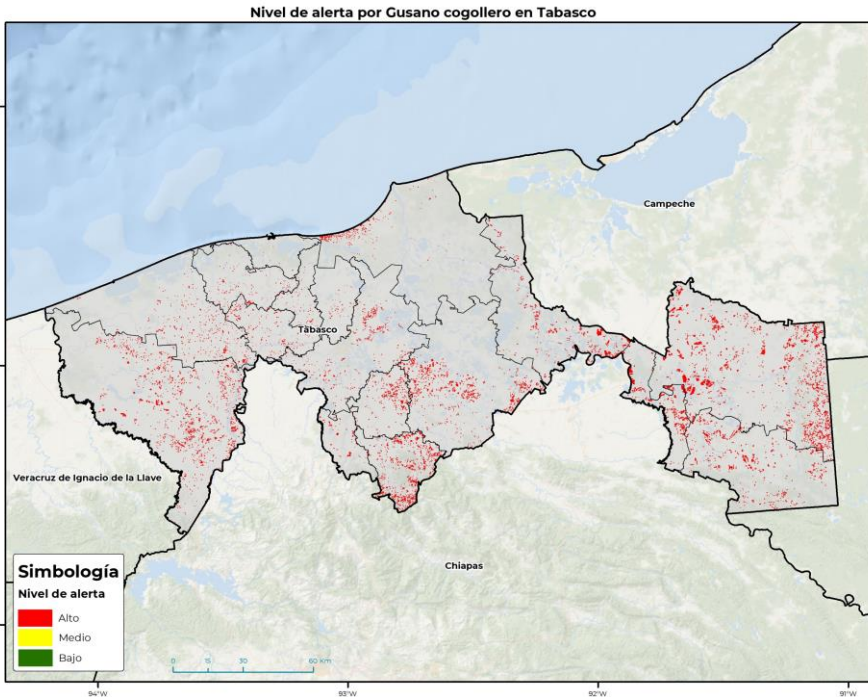 Nivel de alerta por Gusano cogollero en Tabasco
Campeche
Tabasco
Veracruz de Ignacio de la Llave
Chiapas
Simbología
Nivel de alerta
Alto
Medio
Bajo
0 15 30 60 Km
94°W 93°W 92°W 91°W